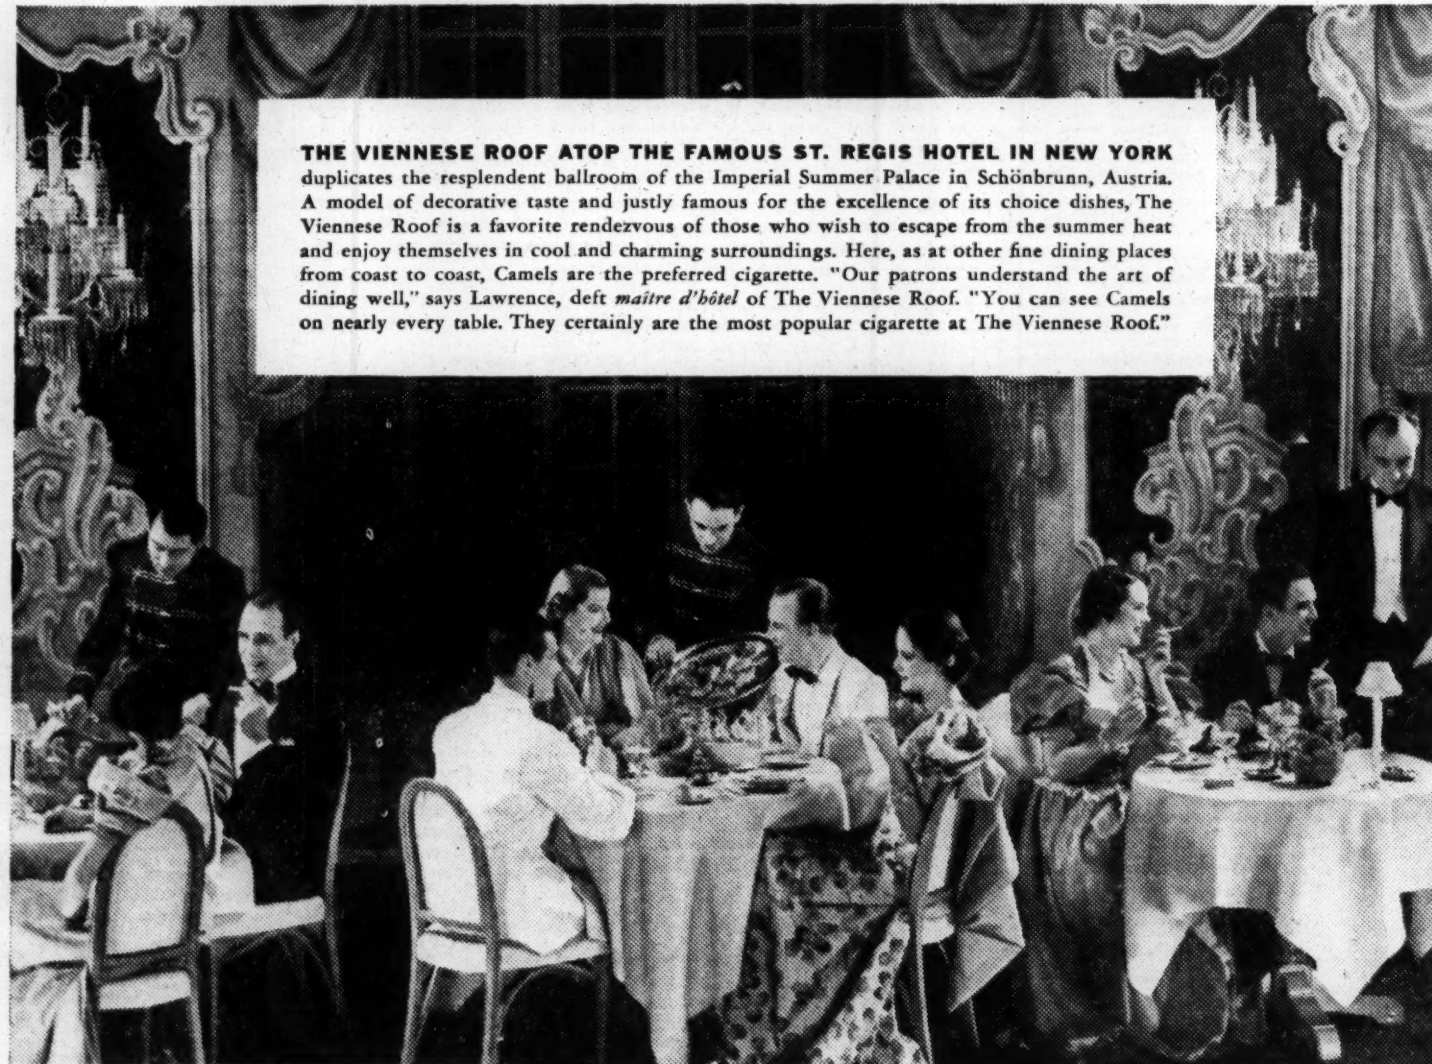 THE VIENNESE ROOF ATOP THE FAMOUS ST. REGIS HOTEL IN NEW YORK
duplicates the resplendent ballroom of the Imperial Summer Palace in Schönbrunn, Austria.
A model of decorative taste and justly famous for the excellence of its choice dishes, The
Viennese Roof is a favorite rendezvous of those who wish to escape from the summer heat
and enjoy themselves in cool and charming surroundings. Here, as at other fine dining places
from coast to coast, Camels are the preferred cigarette. "Our patrons understand the art of
dining well," says Lawrence, deft maître d'hôtel of The Viennese Roof. "You can see Camels
on nearly every table. They certainly are the most popular cigarette at The Viennese Roof."